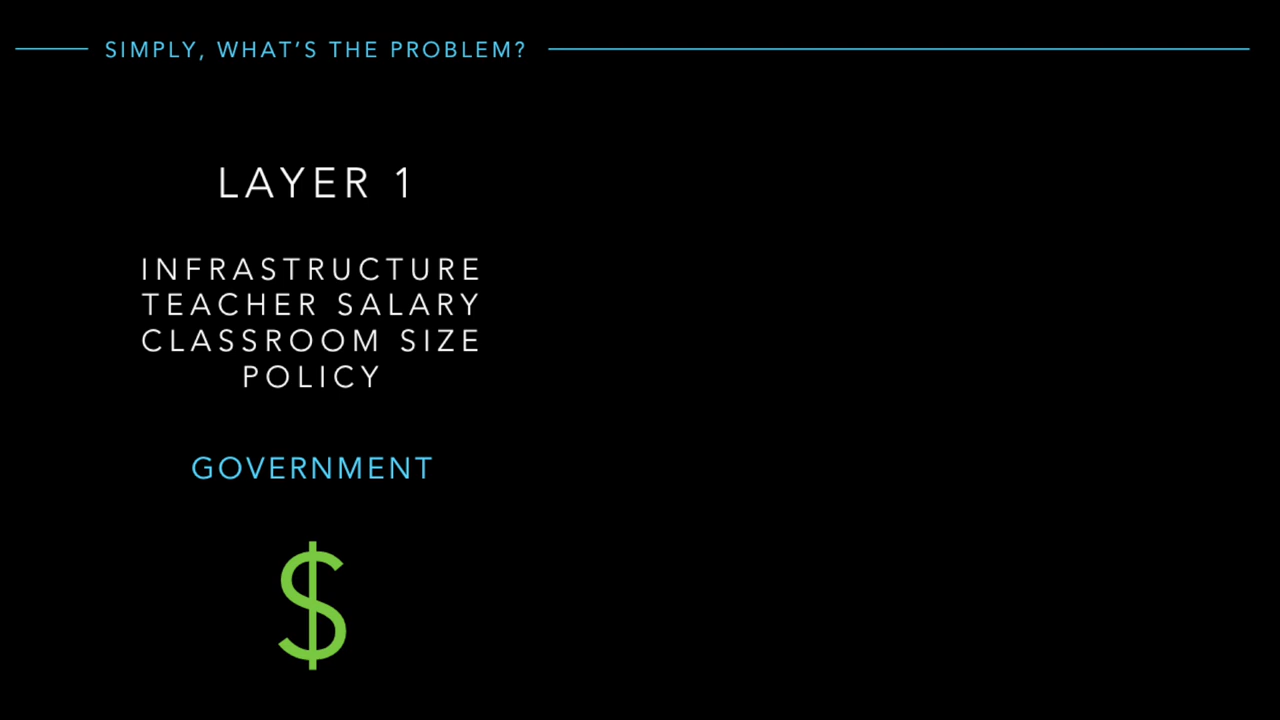 SIMPLY, WHAT'S THE PROBLEM?
LAYER 1
INFRASTRUCTURE
TEACHER SALARY
CLASSROOM SIZE
POLICY
GOVERNMENT
$